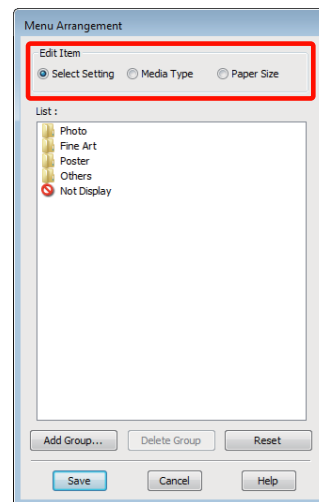 Menu Arrangement
Edit Item
Select Setting Media Type Paper Size
List :
Photo
Fine Art
Poster
Others
Not Display
Add Group... Delete Group Reset
Save Cancel Help